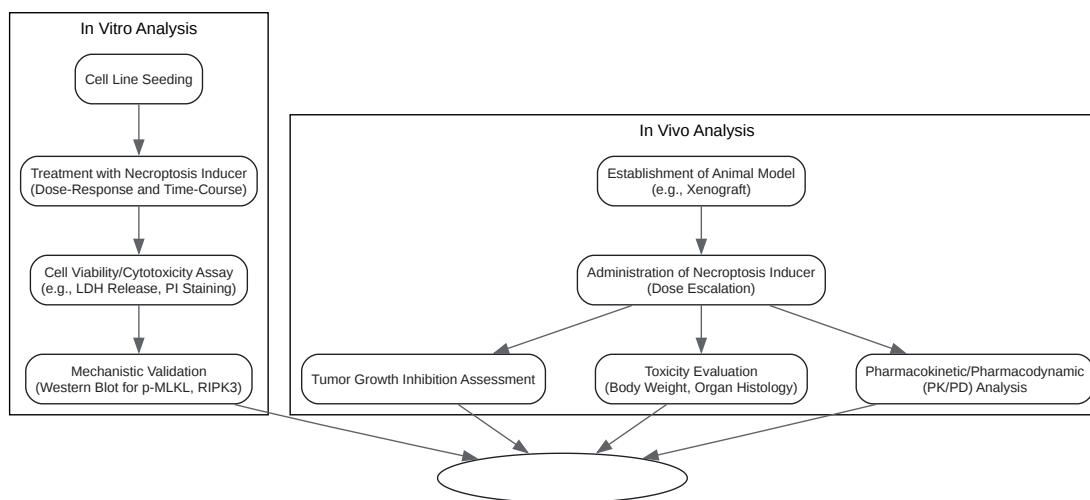 In Vitro Analysis
Cell Line Seeding
Treatment with Necroptosis Inducer
(Dose-Response and Time-Course)
Cell Viability/Cytotoxicity Assay
(e.g., LDH Release, PI Staining)
Mechanistic Validation
(Western Blot for p-MLKL, RIPK3)
In Vivo Analysis
Establishment of Animal Model
(e.g., Xenograft)
Administration of Necroptosis Inducer
(Dose Escalation)
Tumor Growth Inhibition Assessment
Toxicity Evaluation
(Body Weight, Organ Histology)
Pharmacokinetic/Pharmacodynamic
(PK/PD) Analysis